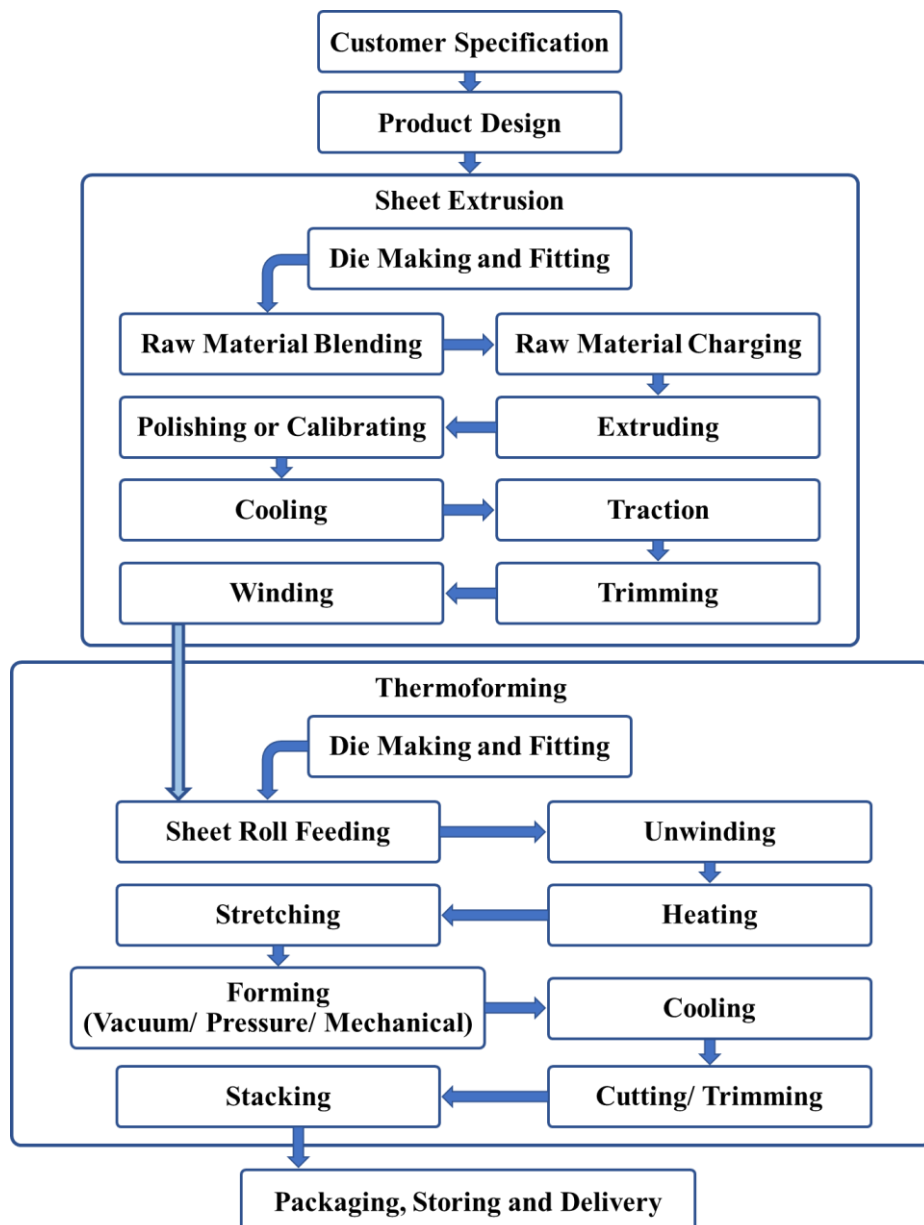 Customer Specification
Product Design
Sheet Extrusion
Die Making and Fitting
Raw Material Blending
Raw Material Charging
Extruding
Polishing or Calibrating
Cooling
Traction
Trimming
Winding
Thermoforming
Die Making and Fitting
Sheet Roll Feeding
Unwinding
Heating
Stretching
Forming
(Vacuum/ Pressure/ Mechanical)
Cooling
Cutting/ Trimming
Stacking
Packaging, Storing and Delivery